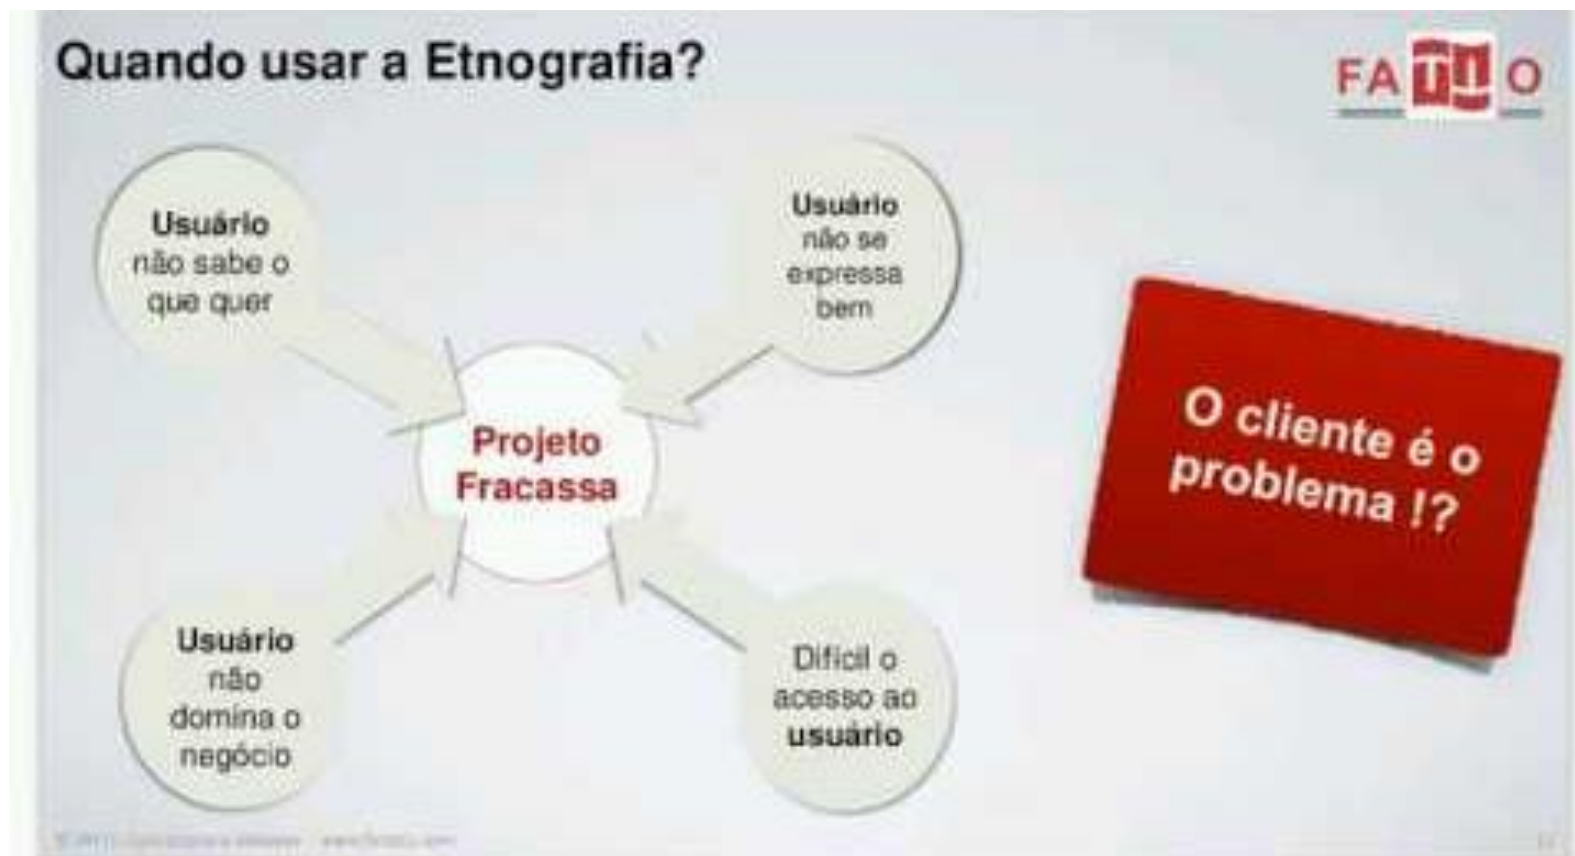 Quando usar a Etnografia?
FATTO
Usuário
não sabe o
que quer
Usuário
não se
expressa
bem
Projeto
Fracassa
O cliente é o
problema !?
Usuário
não
domina o
negócio
Difícil o
acesso ao
usuário